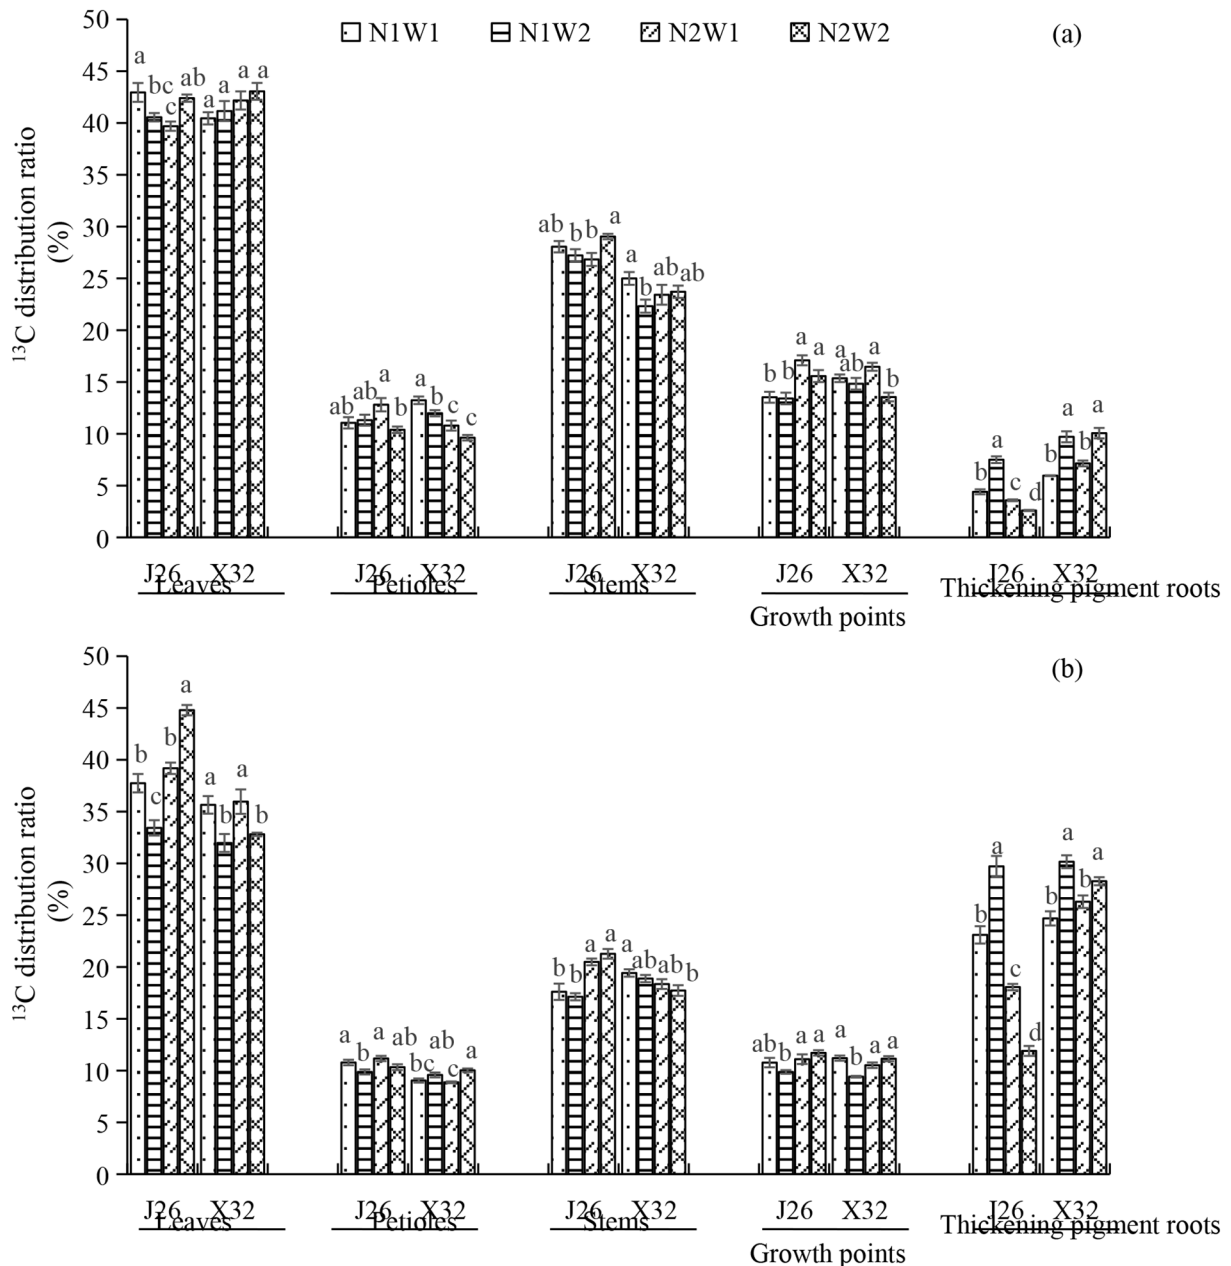 N1W1 N1W2 N2W1 N2W2 (a)
50
45
40
35
30
25
20
15
10
5
0
13C distribution ratio
(%)
a bc c ab a a a a
ab ab a b a b c c
ab b b a a b ab ab
b b a a a ab a b
b a c d b a b a
J26 X32 J26 X32 J26 X32 J26 X32 J26
Leaves Petioles Stems Thickening pigment roots
Growth points
(b)
50
45
40
35
30
25
20
15
10
5
0
13C distribution ratio
(%)
b c b a a b a b
a b a ab bc ab c a
b b a a a ab ab b
ab b a a a b a a
b a c d b a b a
J26 X32 J26 X32 J26 X32 J26 X32 J26 X32
Leaves Petioles Stems Thickening pigment roots
Growth points